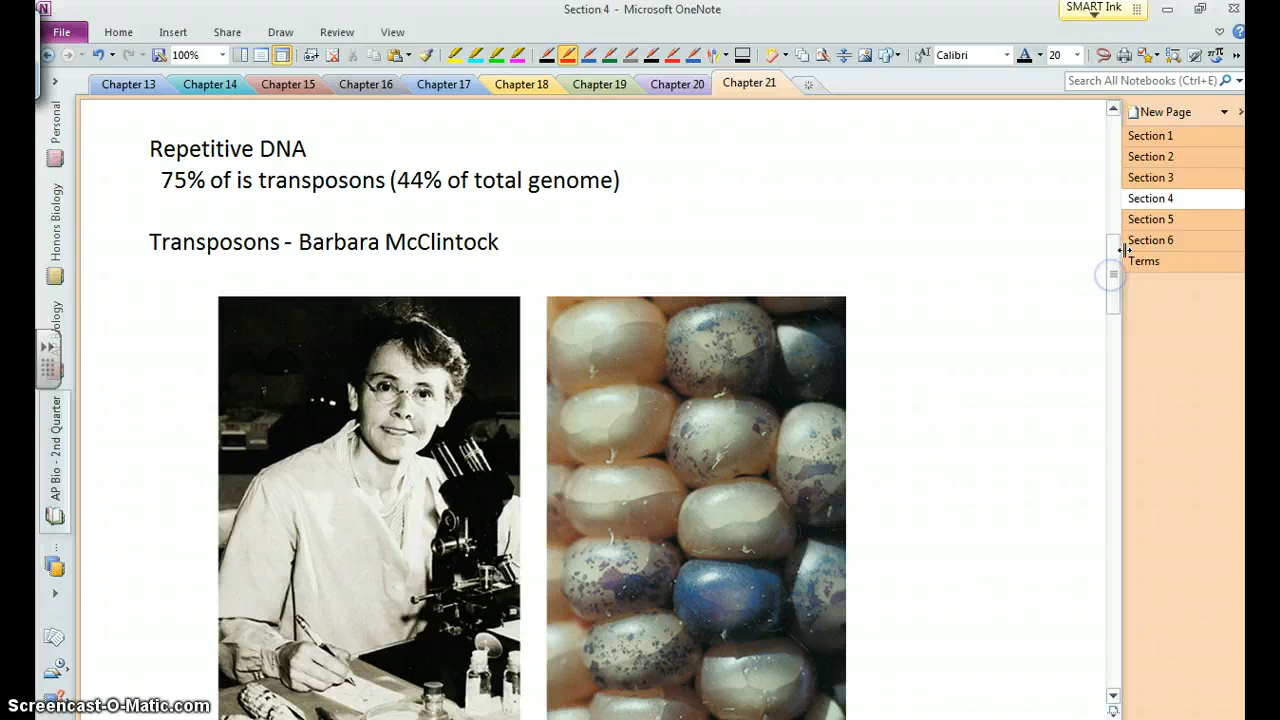 Section 4 - Microsoft OneNote
SMART Ink
File Home Insert Share Draw Review View
100% Calibri 20
Chapter 13 Chapter 14 Chapter 15 Chapter 16 Chapter 17 Chapter 18 Chapter 19 Chapter 20 Chapter 21
Search All Notebooks (Ctrl+E)
New Page
Section 1
Section 2
Section 3
Section 4
Section 5
Section 6
Terms
Personal
Honors Biology
AP Bio - 2nd Quarter
Repetitive DNA
75% of is transposons (44% of total genome)
Transposons - Barbara McClintock
Screencast-O-Matic.com